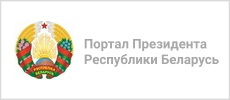 Портал Президента
Республики Беларусь